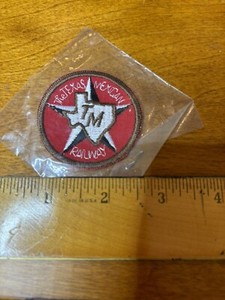 The TEXAS MEXICAN
TM
RAILWAY
1 2 3 4